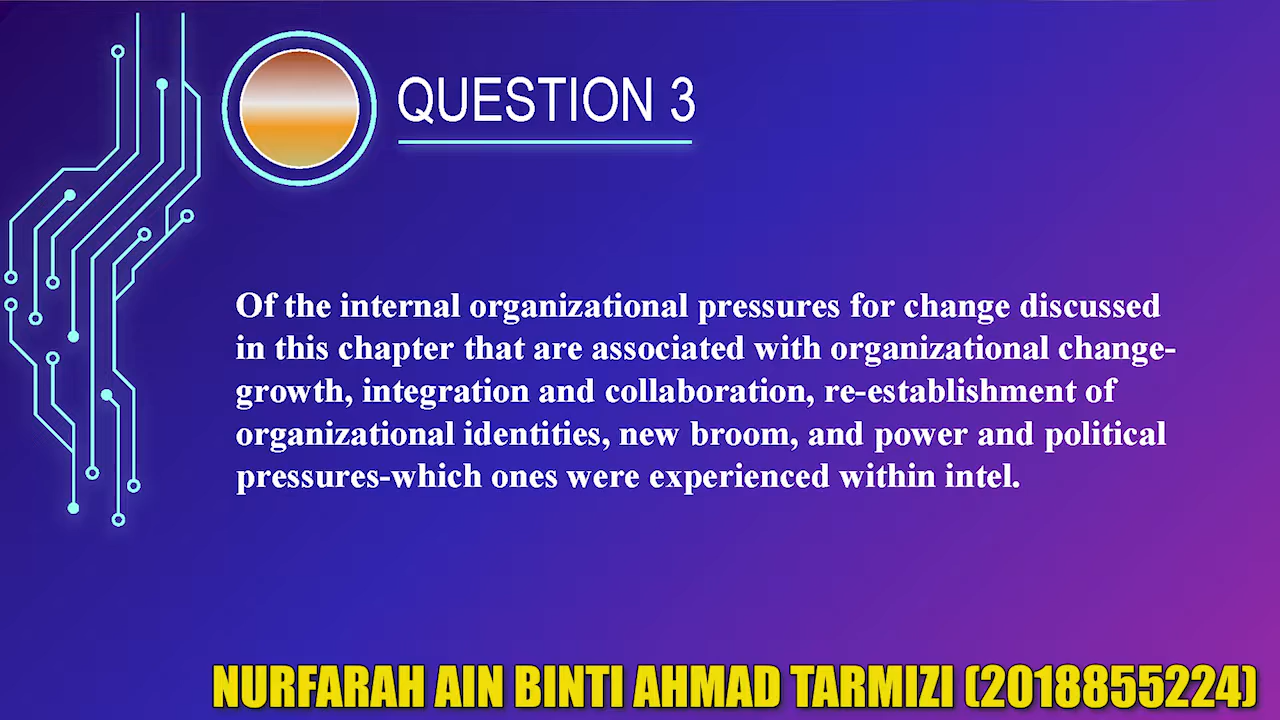 QUESTION 3
Of the internal organizational pressures for change discussed
in this chapter that are associated with organizational change-
growth, integration and collaboration, re-establishment of
organizational identities, new broom, and power and political
pressures-which ones were experienced within intel.
NURFARAH AIN BINTI AHMAD TARMIZI (2018855224)